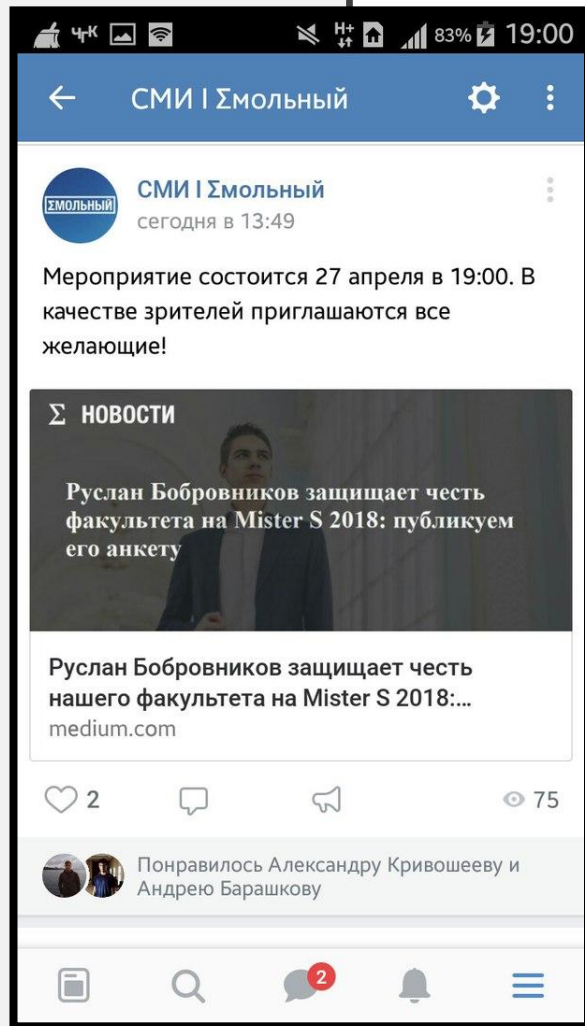 ЧГК H+ 83% 19:00
СМИ I Σмольный
ΣМОЛЬНЫЙ
СМИ I Σмольный
сегодня в 13:49
Мероприятие состоится 27 апреля в 19:00. В
качестве зрителей приглашаются все
желающие!
Σ НОВОСТИ
Руслан Бобровников защищает честь
факультета на Mister S 2018: публикуем
его анкету
Руслан Бобровников защищает честь
нашего факультета на Mister S 2018:...
medium.com
2 75
Понравилось Александру Кривошееву и
Андрею Барашкову
2